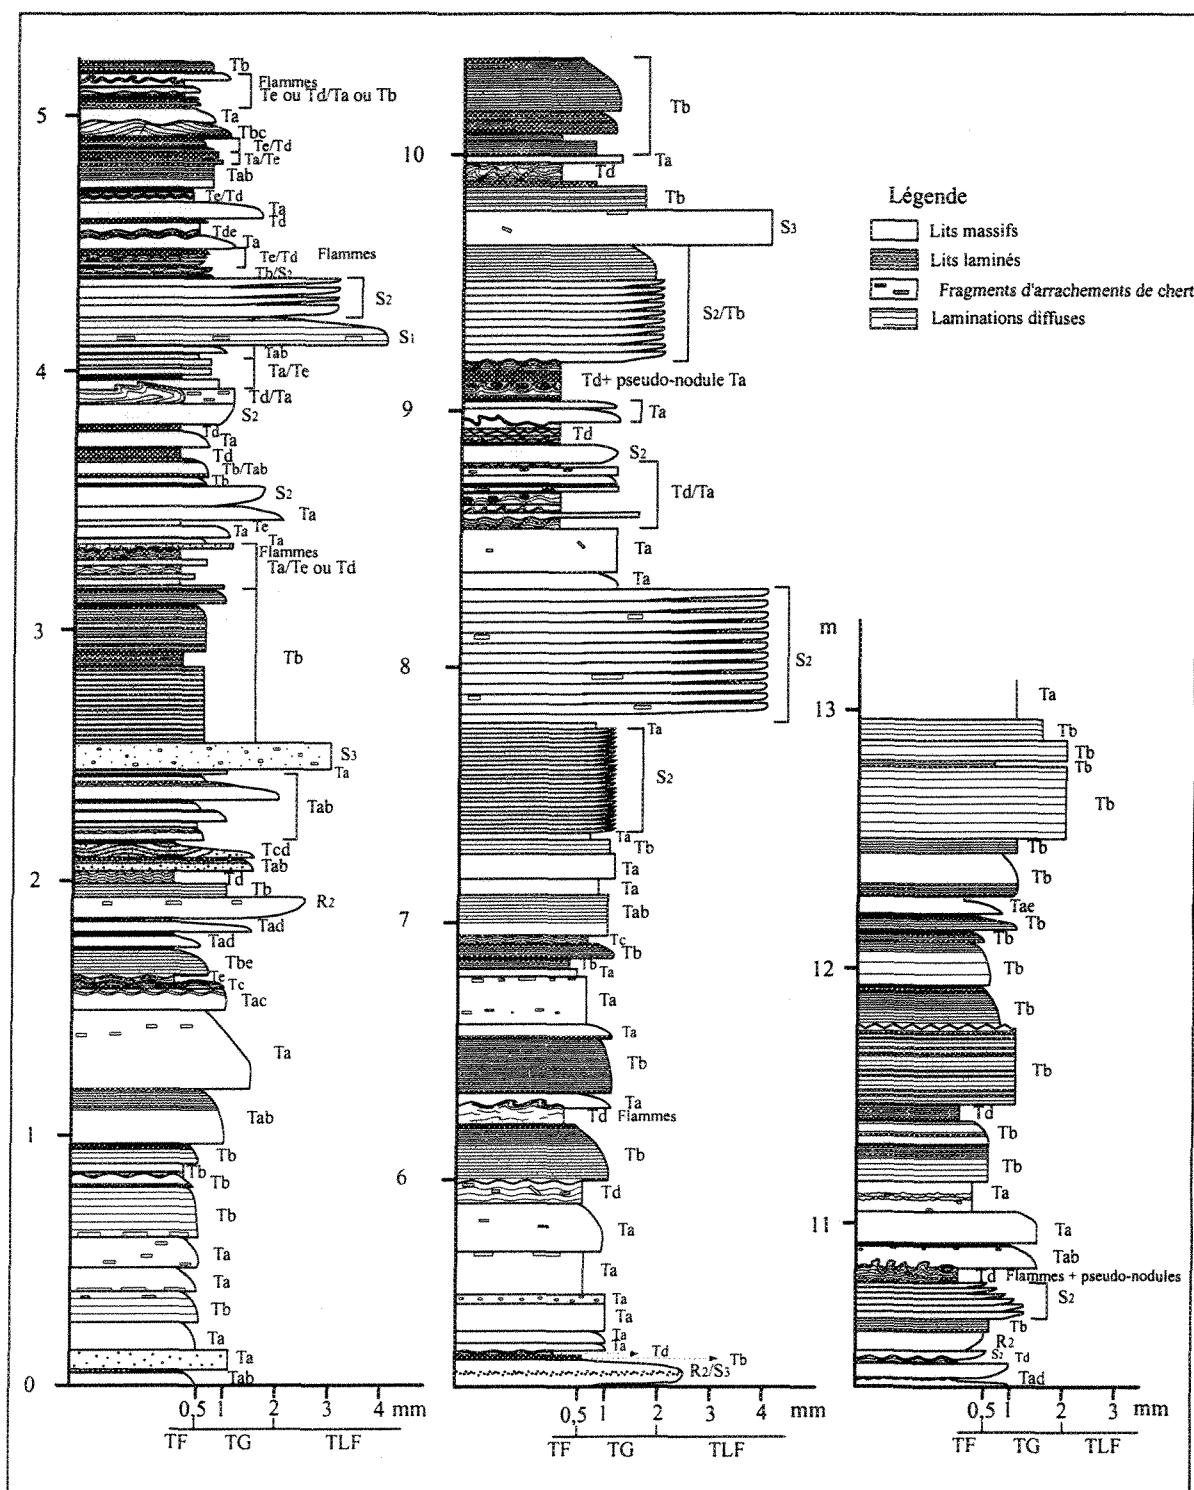 Tb
Flammes
Te ou Td/Ta ou Tb
5
Ta
Tbc
Te/Td
Ta/Te
Tab
Te/Td
Ta
Td
Tde
Ta
Te/Td
Flammes
Tb/S2
S2
S1
Tab
4
Ta/Te
Td/Ta
S2
Td
Ta
Td
Tb/Tab
Tb
S2
Ta
Te
Ta
Ta
Flammes
Ta/Te ou Td
3
Tb
S3
Ta
Tab
Tcd
Tab
2
Td
Tb
R2
Tad
Tad
Tbe
Te
Tc
Tac
Ta
Tab
1
Tb
Tb
Tb
Tb
Ta
Ta
Tb
Ta
Ta
0
Tab
0,5 1 2 3 4 mm
TF TG TLF
Tb
10
Ta
Td
Tb
S3
S2/Tb
Td+ pseudo-nodule Ta
9
Ta
Td
S2
Td/Ta
Ta
Ta
8
S2
Ta
S2
Ta
Tb
Ta
Ta
7
Tab
Tc
Tb
Tb
Ta
Ta
Ta
Tb
Ta
Td Flammes
Tb
6
Td
Ta
Ta
Ta
Ta
Ta
Ta
Td
Tb
R2/S3
0,5 1 2 3 4 mm
TF TG TLF
Légende
Lits massifs
Lits laminés
Fragments d'arrachements de chert
Laminations diffuses
m
13
Ta
Tb
Tb
Tb
Tb
Tb
Tb
Tae
Tb
Tb
12
Tb
Tb
Tb
Td
Tb
Tb
Ta
11
Ta
Tab
Flammes + pseudo-nodules
S2
Tb
R2
S2
Td
Tad
0,5 1 2 3 mm
TF TG TLF